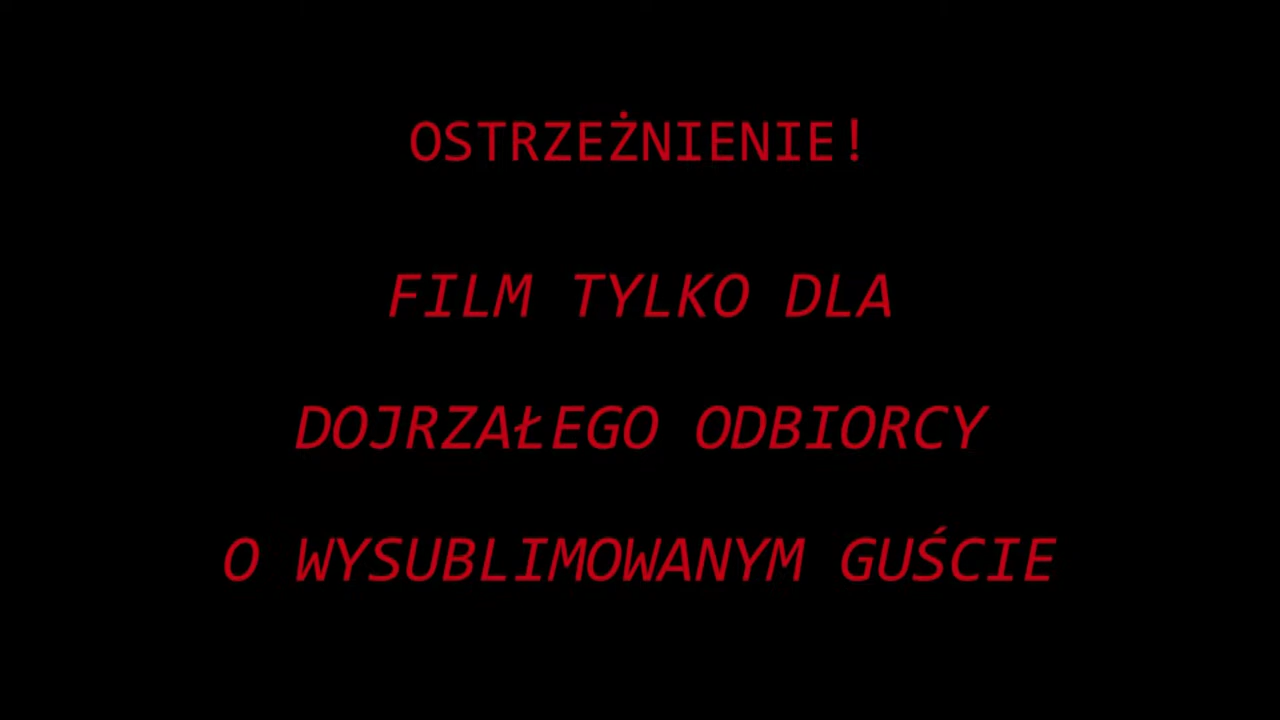 OSTRZEŻNIENIE!
FILM TYLKO DLA
DOJRZAŁEGO ODBIORCY
O WYSUBLIMOWANYM GUŚCIE